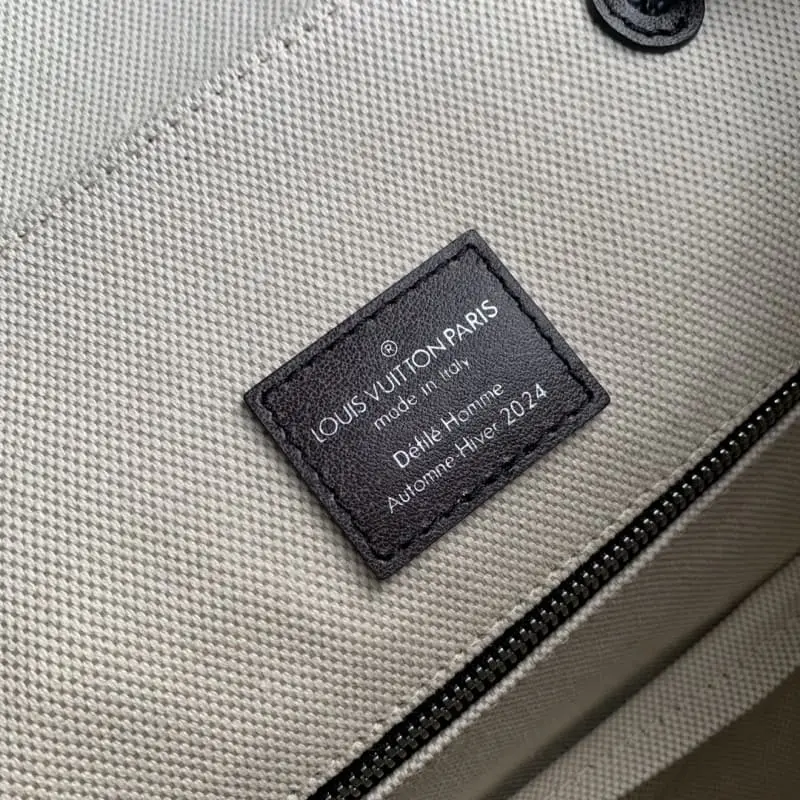 ®
LOUIS VUITTON PARIS
made in Italy
Défilé Homme
Automne-Hiver 2024